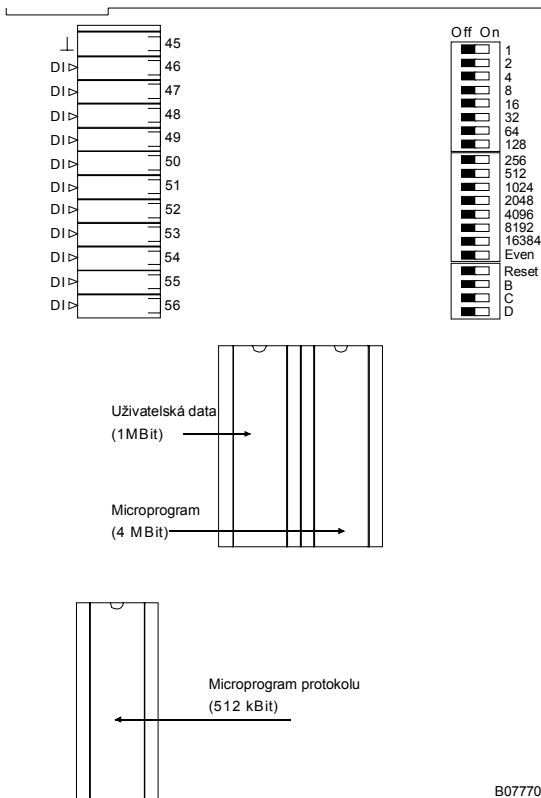 Off On
⊥ 45
DI 46
DI 47
DI 48
DI 49
DI 50
DI 51
DI 52
DI 53
DI 54
DI 55
DI 56
1
2
4
8
16
32
64
128
256
512
1024
2048
4096
8192
16384
Even
Reset
B
C
D
Uživatelská data
(1MBit)
Microprogram
(4 MBit)
Microprogram protokolu
(512 kBit)
B07770